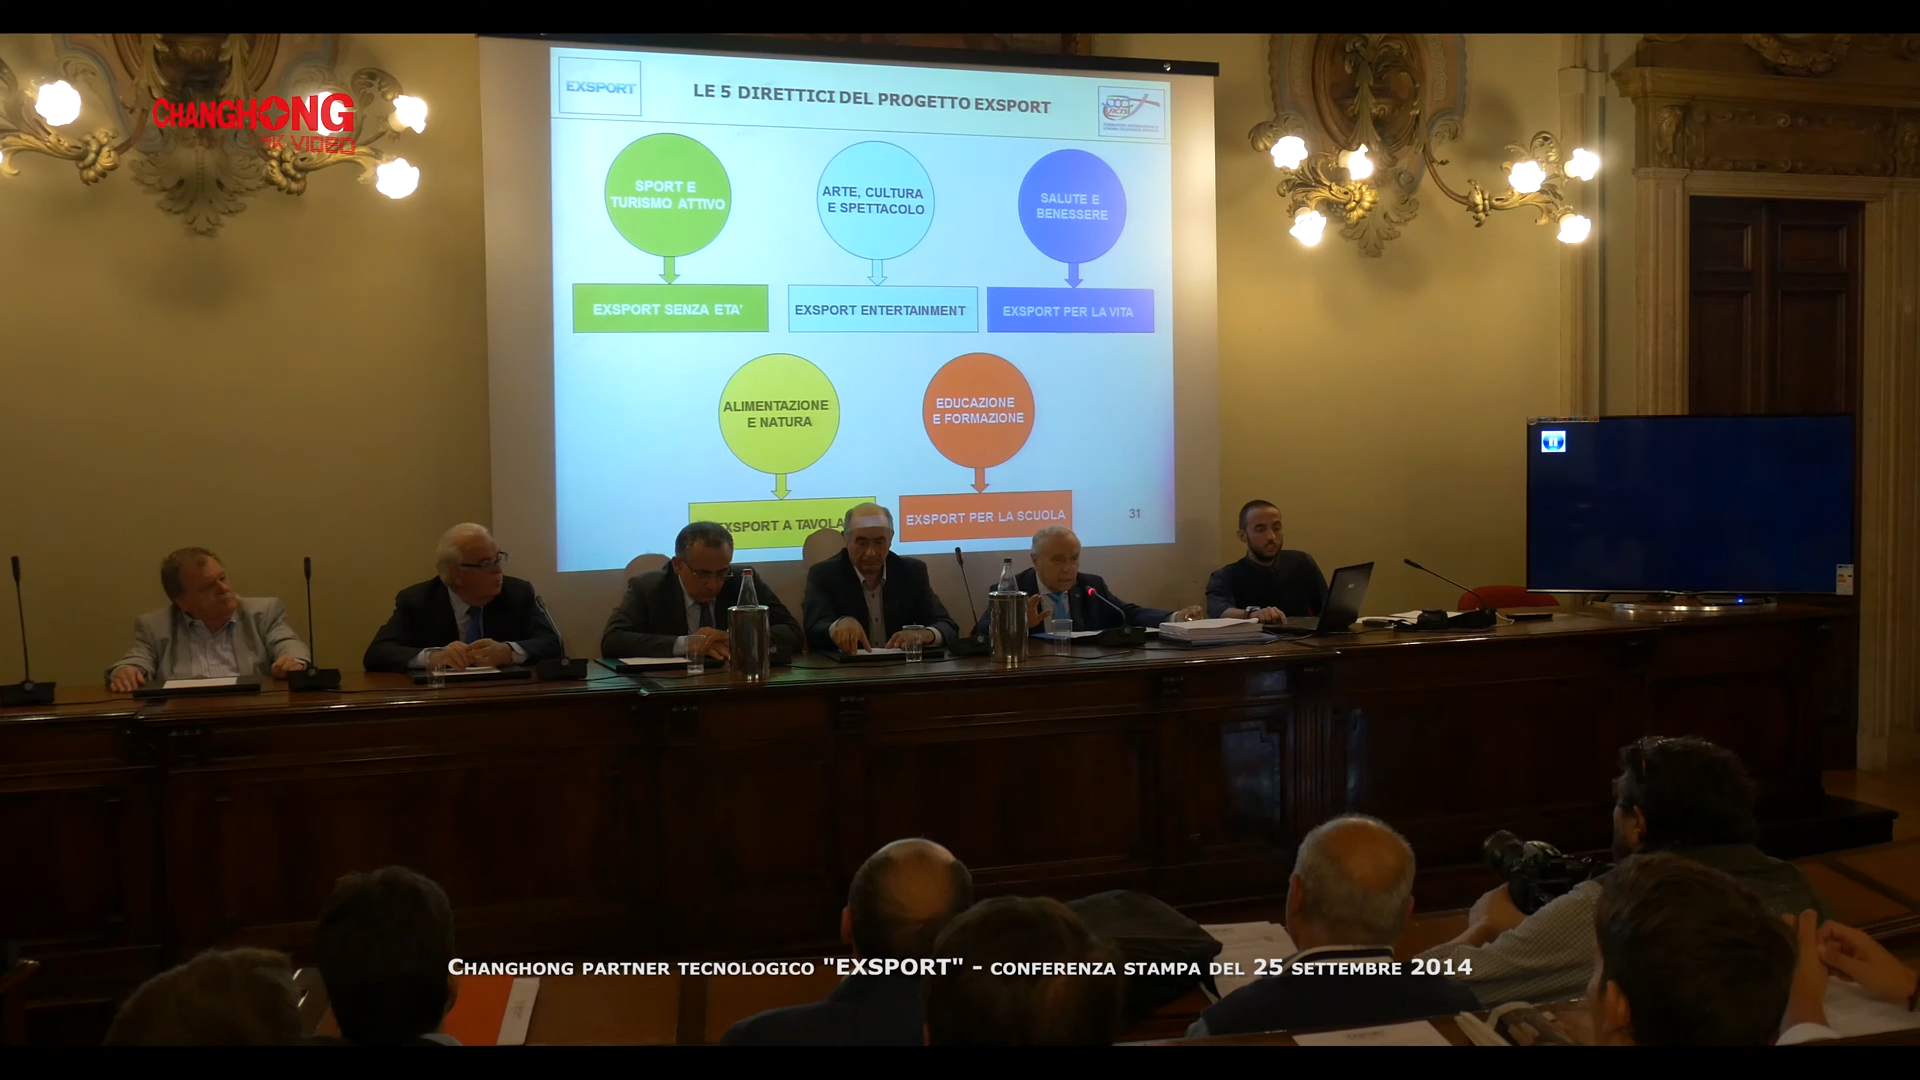 CHANGHONG
4K VIDEO
EXSPORT
LE 5 DIRETTICI DEL PROGETTO EXSPORT
SPORT E
TURISMO ATTIVO
ARTE, CULTURA
E SPETTACOLO
SALUTE E
BENESSERE
EXSPORT SENZA ETA'
EXSPORT ENTERTAINMENT
EXSPORT PER LA VITA
ALIMENTAZIONE
E NATURA
EDUCAZIONE
E FORMAZIONE
EXSPORT A TAVOLA
EXSPORT PER LA SCUOLA
31
CHANGHONG PARTNER TECNOLOGICO "EXSPORT" - CONFERENZA STAMPA DEL 25 SETTEMBRE 2014